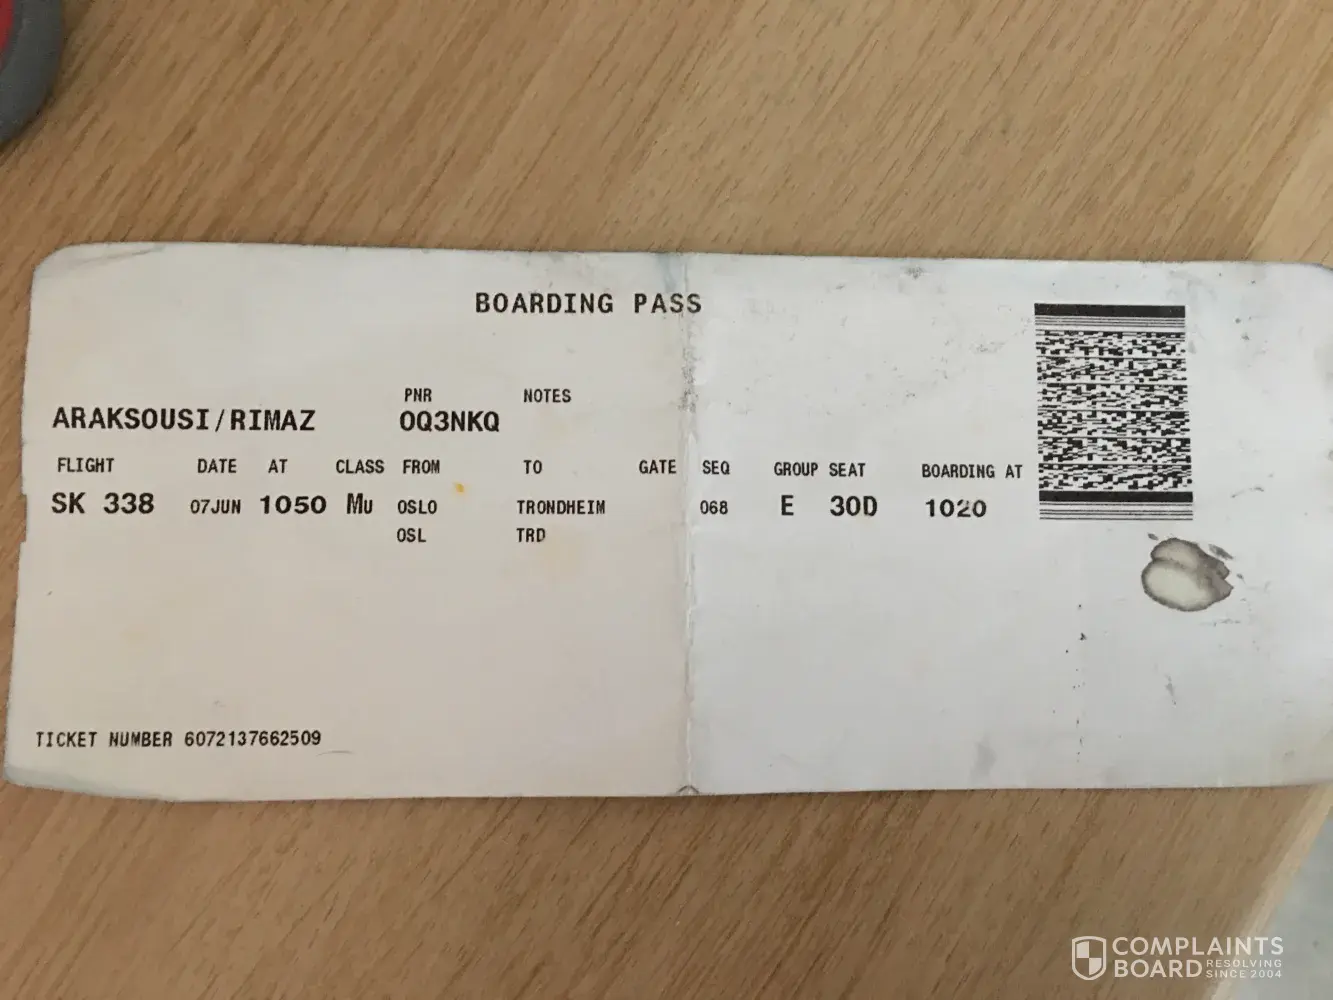 BOARDING PASS
PNR NOTES
ARAKSOUSI/RIMAZ 0Q3NKQ
FLIGHT DATE AT CLASS FROM TO GATE SEQ GROUP SEAT BOARDING AT
SK 338 07JUN 1050 Mu OSLO TRONDHEIM 068 E 30D 1020
OSL TRD
TICKET NUMBER 6072137662509
COMPLAINTS
BOARD RESOLVING
SINCE 2004